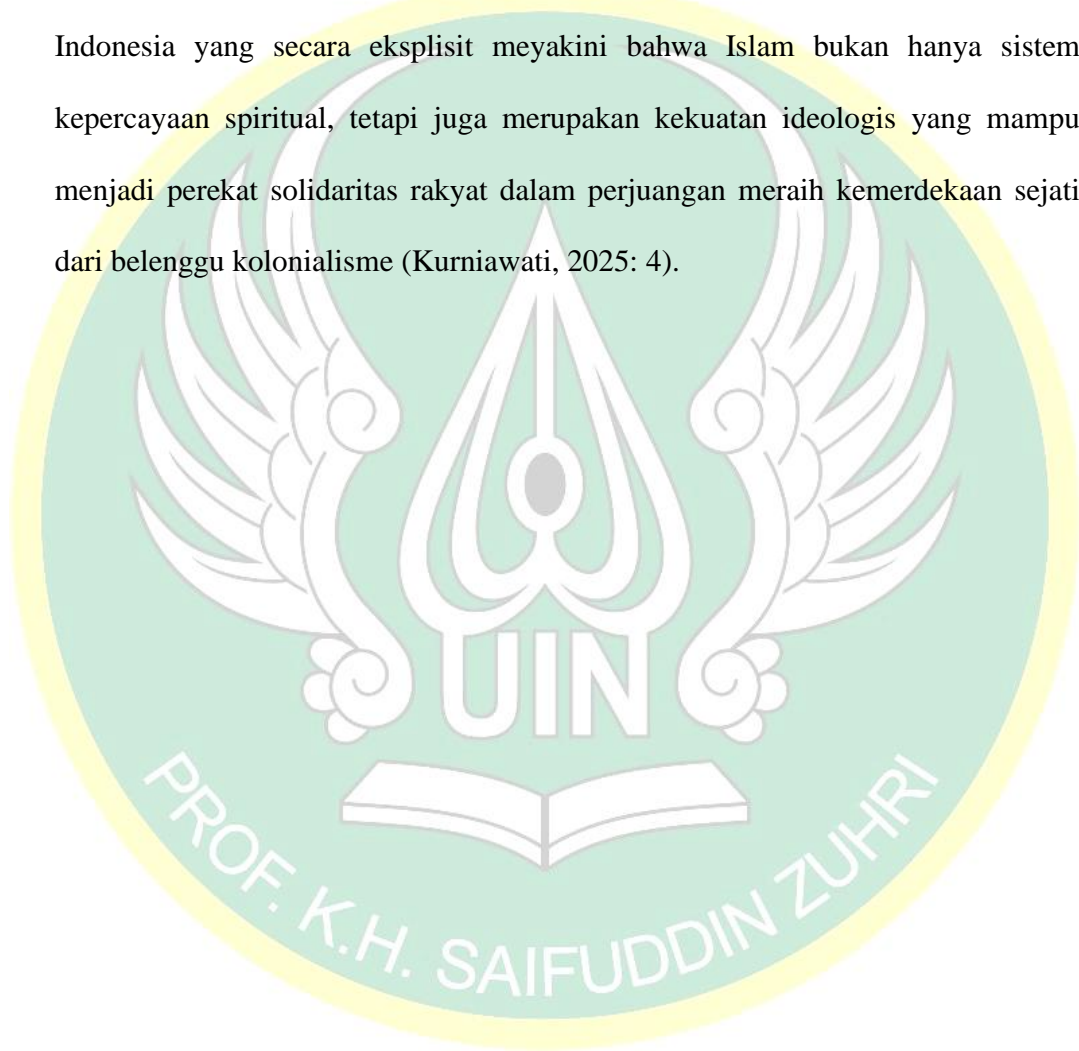 Indonesia yang secara eksplisit meyakini bahwa Islam bukan hanya sistem
kepercayaan spiritual, tetapi juga merupakan kekuatan ideologis yang mampu
menjadi perekat solidaritas rakyat dalam perjuangan meraih kemerdekaan sejati
dari belenggu kolonialisme (Kurniawati, 2025: 4).
UIN
PROF. K.H. SAIFUDDIN ZUHRI